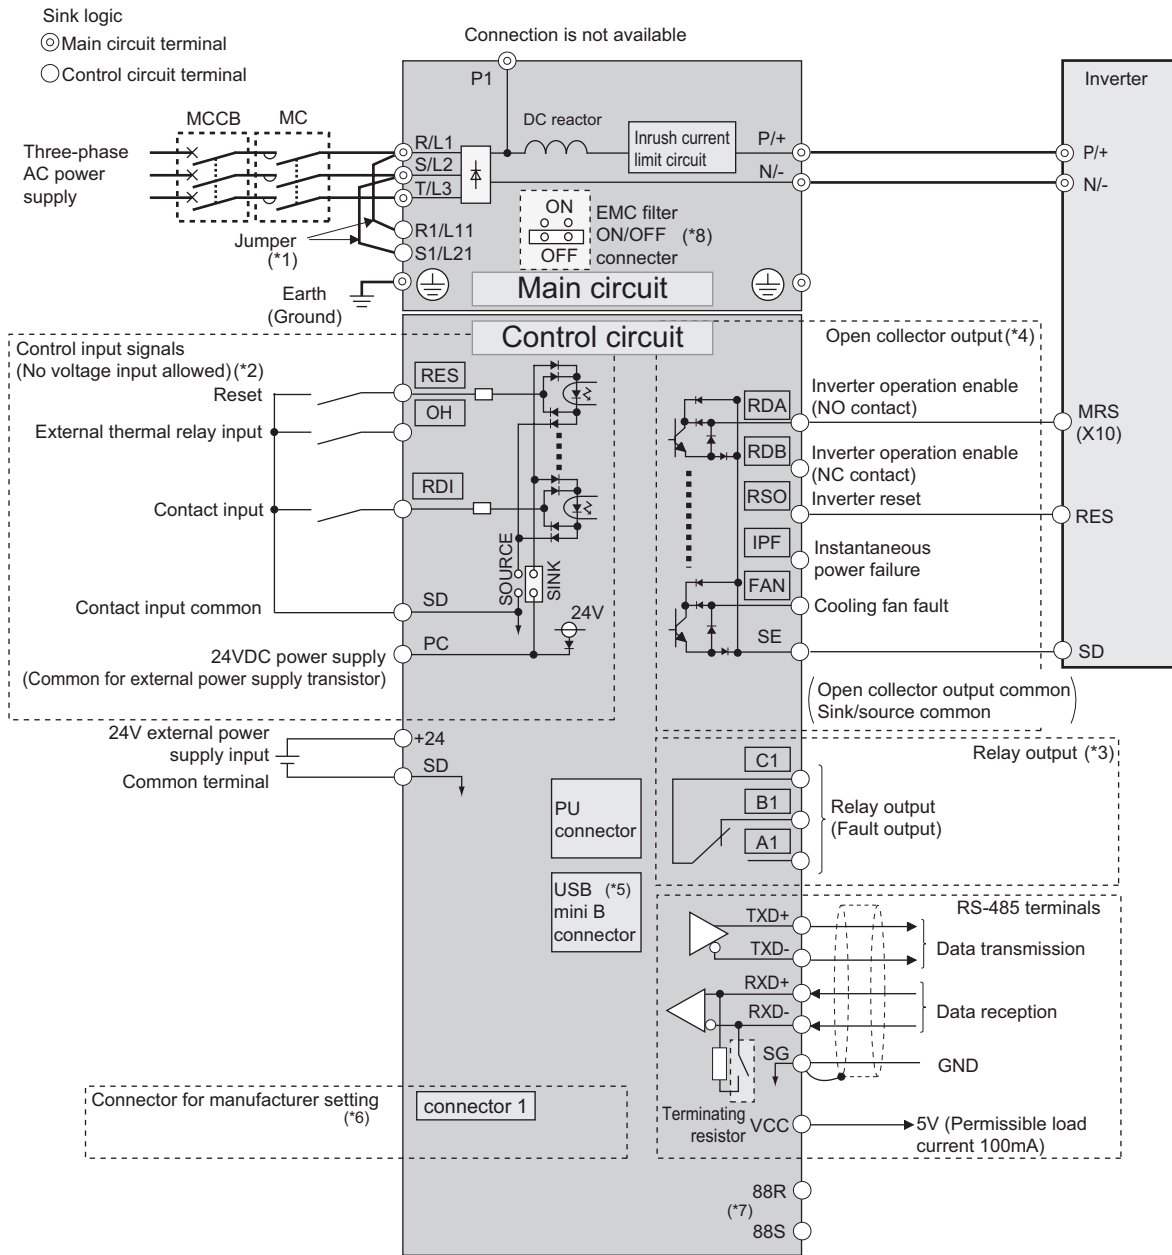 Sink logic
Main circuit terminal
Control circuit terminal
Connection is not available
P1
Inverter
MCCB
MC
DC reactor
Three-phase
AC power
supply
R/L1
S/L2
T/L3
Inrush current
limit circuit
P/+
N/-
P/+
N/-
Jumper
(*1)
R1/L11
S1/L21
ON
OFF
EMC filter
ON/OFF (*8)
connecter
Earth
(Ground)
Main circuit
Control circuit
Control input signals
(No voltage input allowed)(*2)
Reset
RES
External thermal relay input
OH
Contact input
RDI
SOURCE
SINK
Contact input common
SD
24V
24VDC power supply
(Common for external power supply transistor)
PC
Open collector output(*4)
RDA
Inverter operation enable
(NO contact)
MRS
(X10)
RDB
Inverter operation enable
(NC contact)
RSO
Inverter reset
RES
IPF
Instantaneous
power failure
FAN
Cooling fan fault
SE
SD
(Open collector output common
Sink/source common)
24V external power
supply input
+24
Common terminal
SD
PU
connector
USB (*5)
mini B
connector
Relay output (*3)
C1
B1
A1
Relay output
(Fault output)
RS-485 terminals
TXD+
TXD-
Data transmission
RXD+
RXD-
Data reception
SG
GND
Terminating
resistor
VCC
5V (Permissible load
current 100mA)
Connector for manufacturer setting
(*6)
connector 1
88R
(*7)
88S